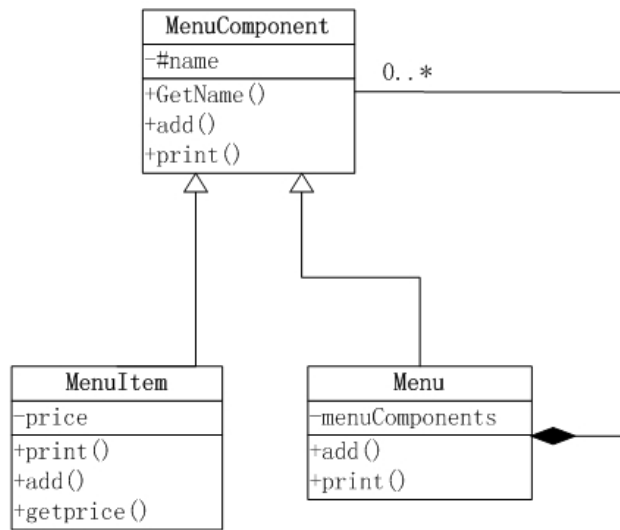 MenuComponent
-#name
0..*
+GetName()
+add()
+print()
MenuItem
-price
+print()
+add()
+getprice()
Menu
-menuComponents
+add()
+print()